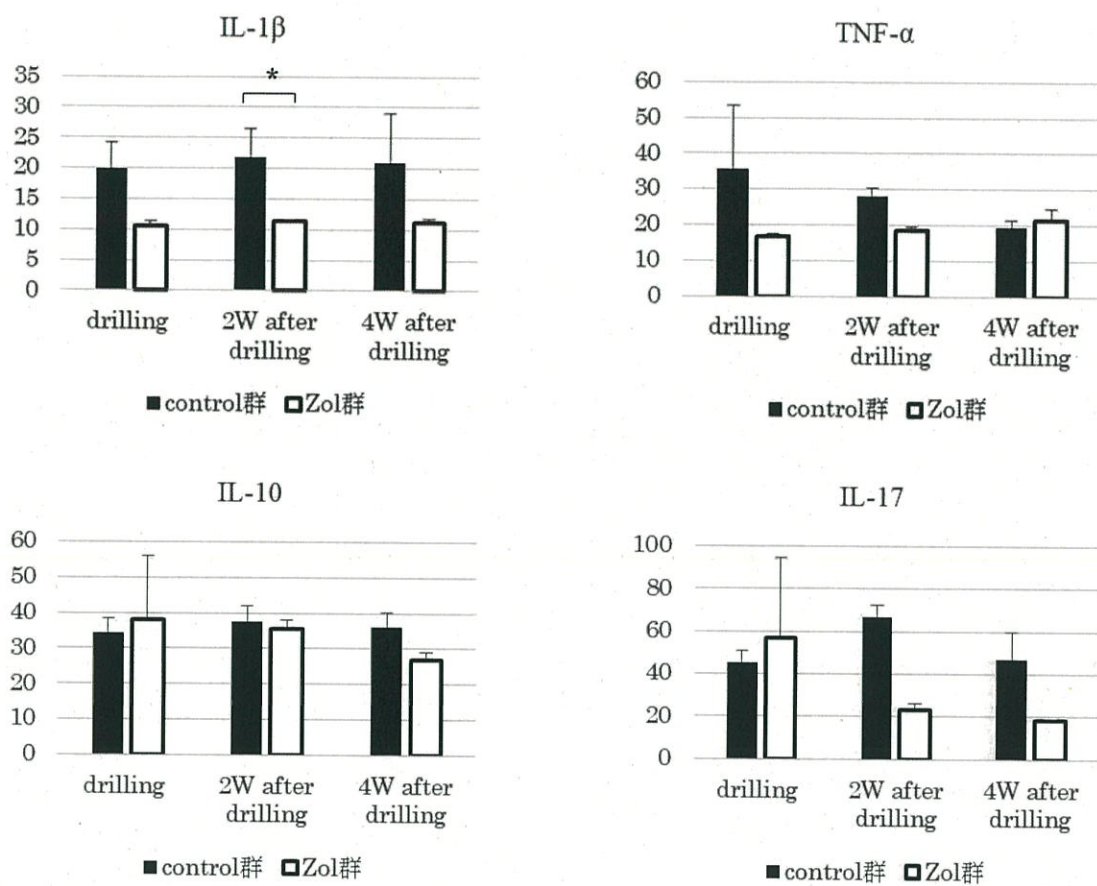 IL-1β
*
35
30
25
20
15
10
5
0
drilling
2W after
drilling
4W after
drilling
control群
Zol群
TNF-α
60
50
40
30
20
10
0
drilling
2W after
drilling
4W after
drilling
control群
Zol群
IL-10
60
50
40
30
20
10
0
drilling
2W after
drilling
4W after
drilling
control群
Zol群
IL-17
100
80
60
40
20
0
drilling
2W after
drilling
4W after
drilling
control群
Zol群